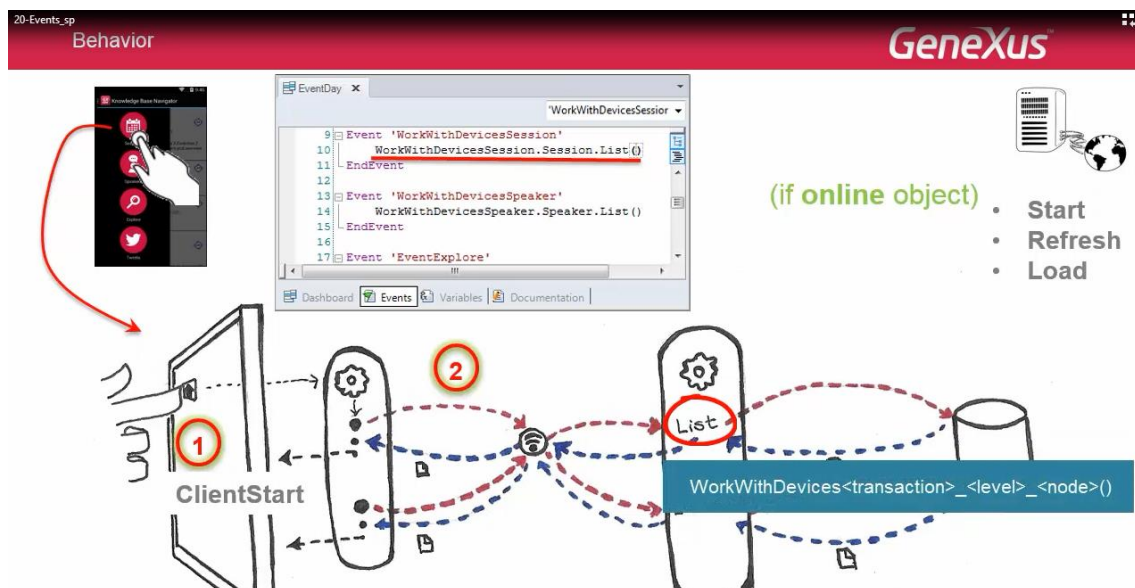 20-Events_sp
Behavior
GeneXus™
Knowledge Base Navigator
EventDay x
'WorkWithDevicesSession
9 Event 'WorkWithDevicesSession'
10 WorkWithDevicesSession.Session.List()
11 EndEvent
12
13 Event 'WorkWithDevicesSpeaker'
14 WorkWithDevicesSpeaker.Speaker.List()
15 EndEvent
16
17 Event 'EventExplore'
Dashboard Events Variables Documentation
(if online object)
• Start
• Refresh
• Load
1
ClientStart
2
List
WorkWithDevices<transaction>_<level>_<node>()